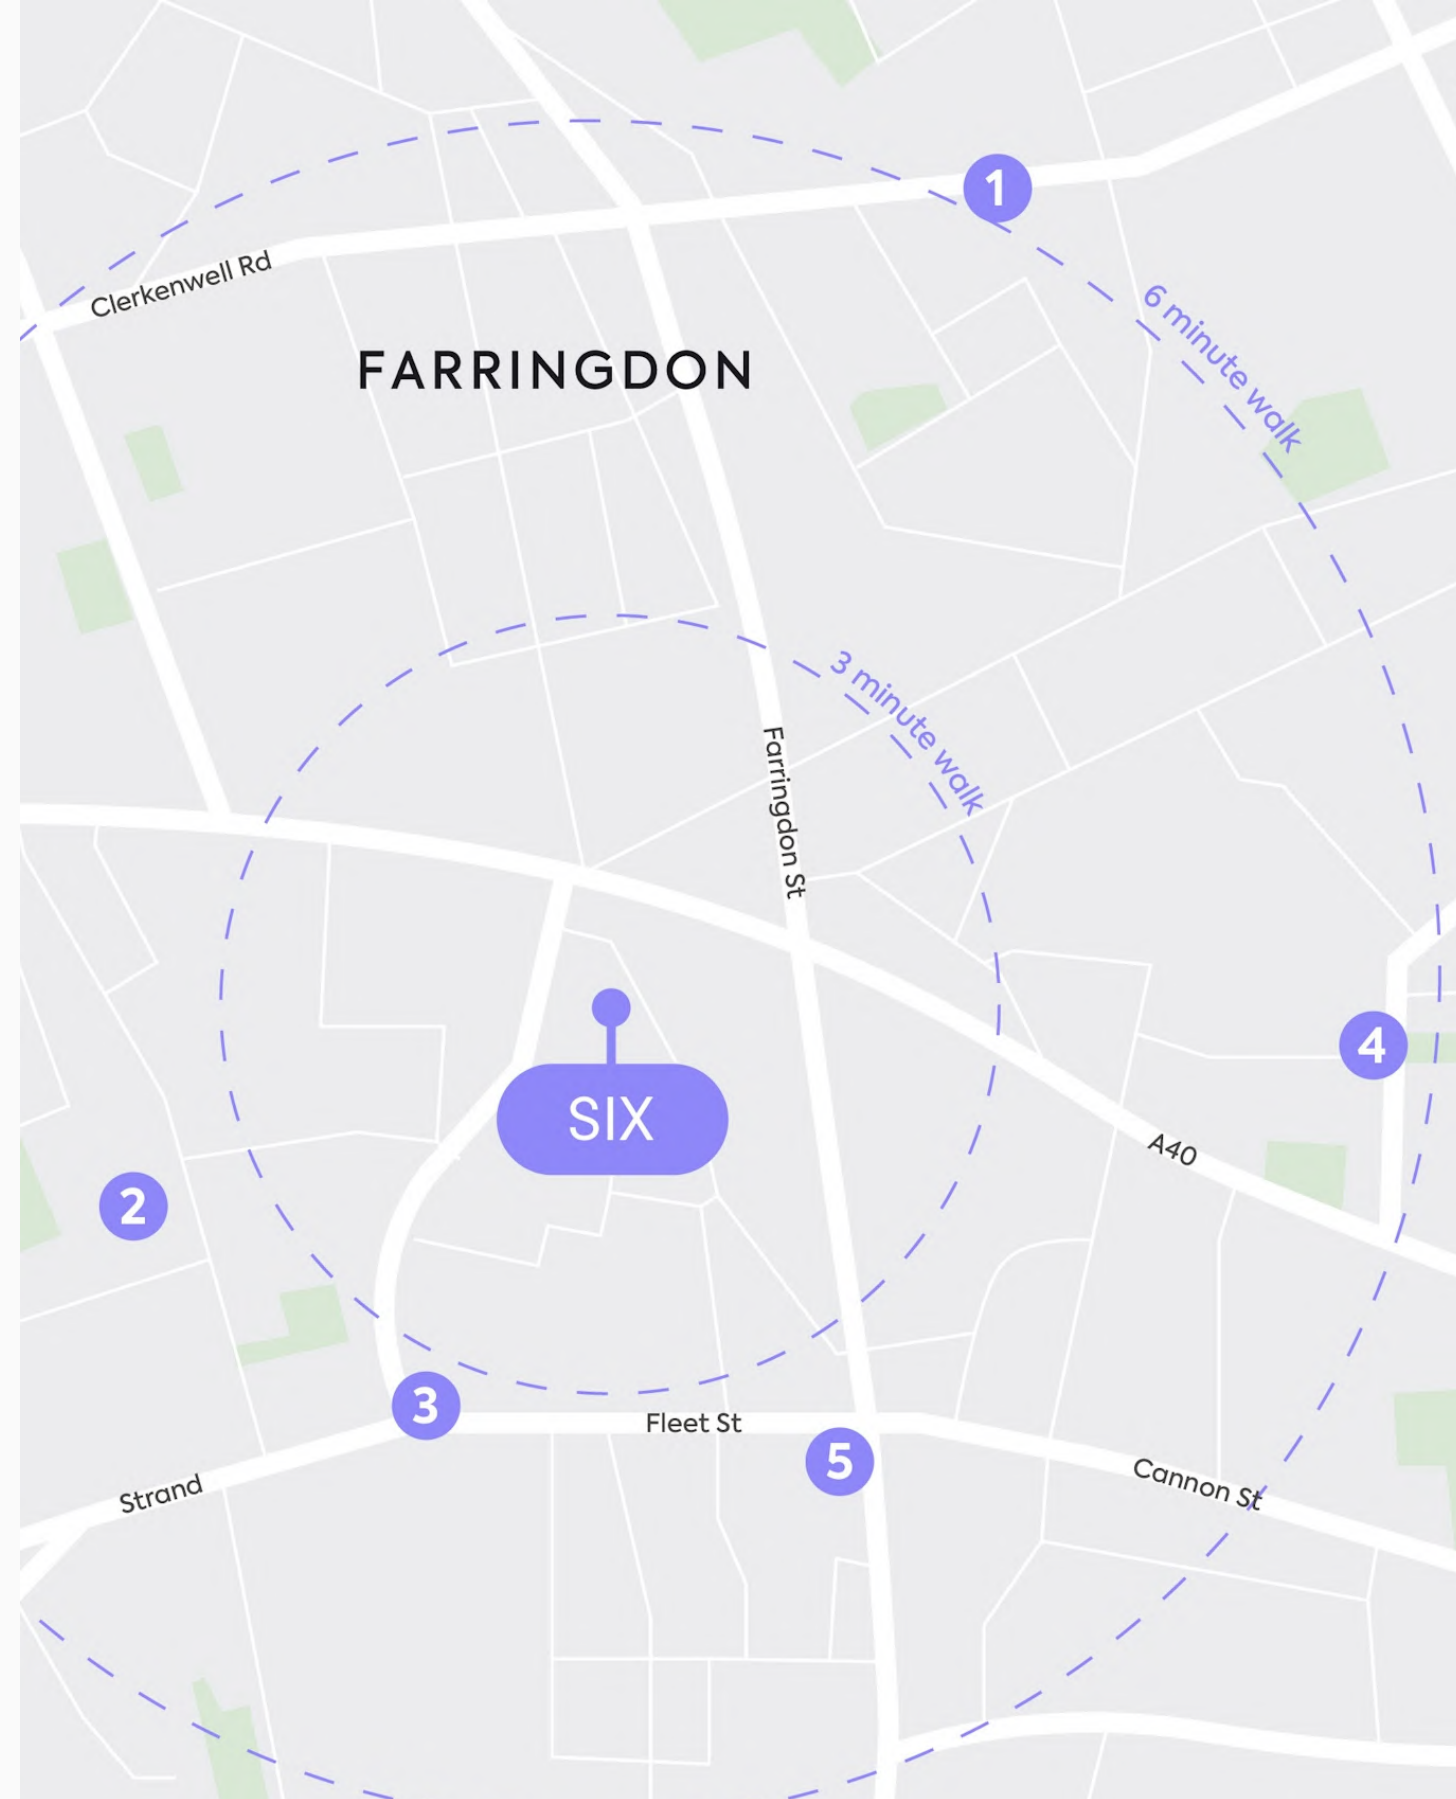 1
6 minute walk
Clerkenwell Rd
FARRINGDON
3 minute walk
Farringdon St
SIX
4
A40
2
3
Fleet St
5
Cannon St
Strand